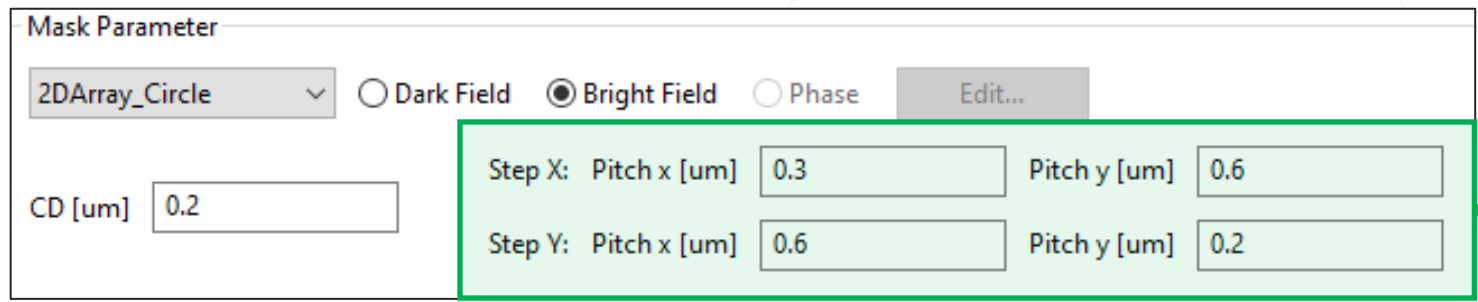 Mask Parameter
2DArray_Circle Dark Field Bright Field Phase Edit...
Step X: Pitch x [um] 0.3 Pitch y [um] 0.6
CD [um] 0.2
Step Y: Pitch x [um] 0.6 Pitch y [um] 0.2